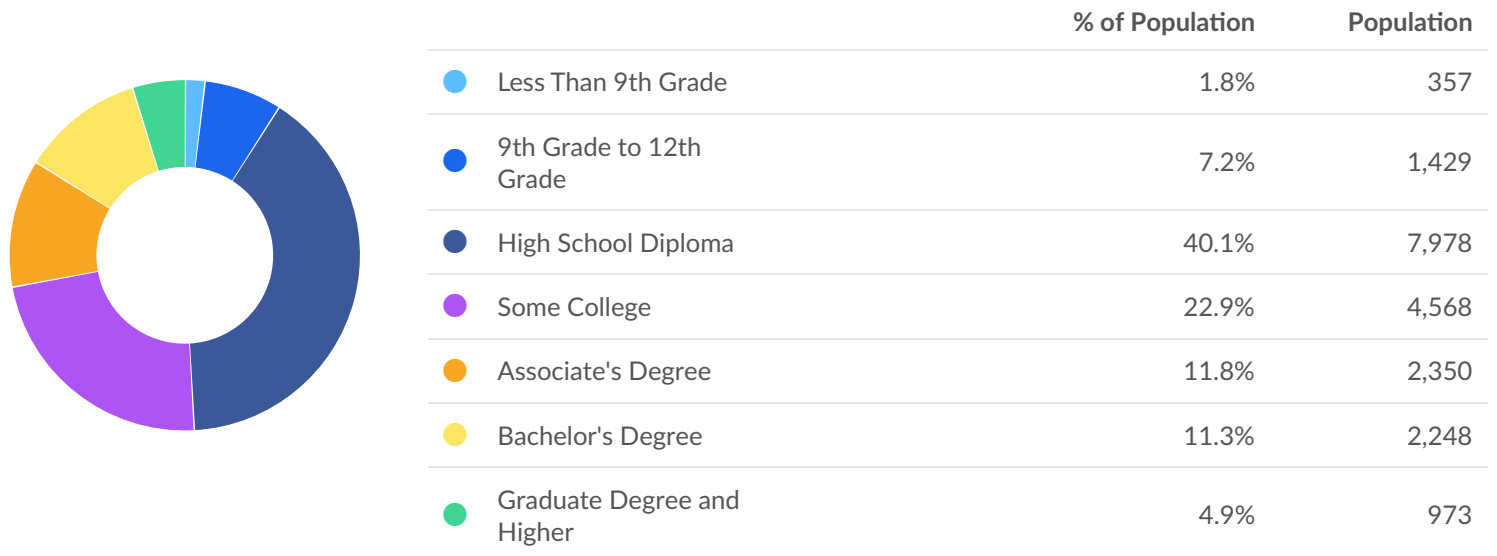 % of Population Population
Less Than 9th Grade 1.8% 357
9th Grade to 12th
Grade 7.2% 1,429
High School Diploma 40.1% 7,978
Some College 22.9% 4,568
Associate's Degree 11.8% 2,350
Bachelor's Degree 11.3% 2,248
Graduate Degree and
Higher 4.9% 973